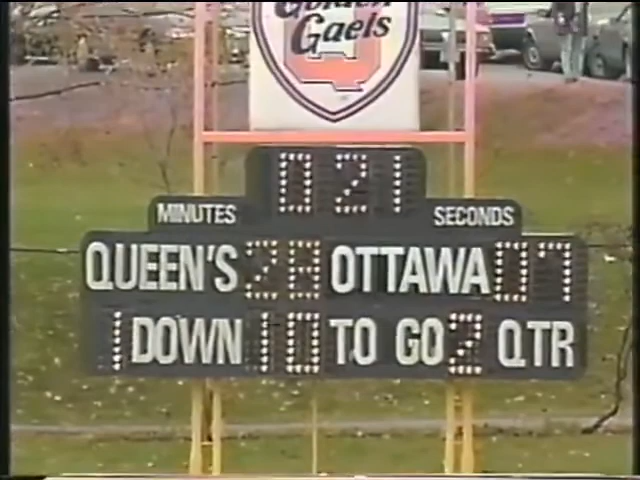 Golden
Gaels
Q
0 21
MINUTES SECONDS
QUEEN'S 28 OTTAWA 07
1 DOWN 10 TO GO 2 QTR